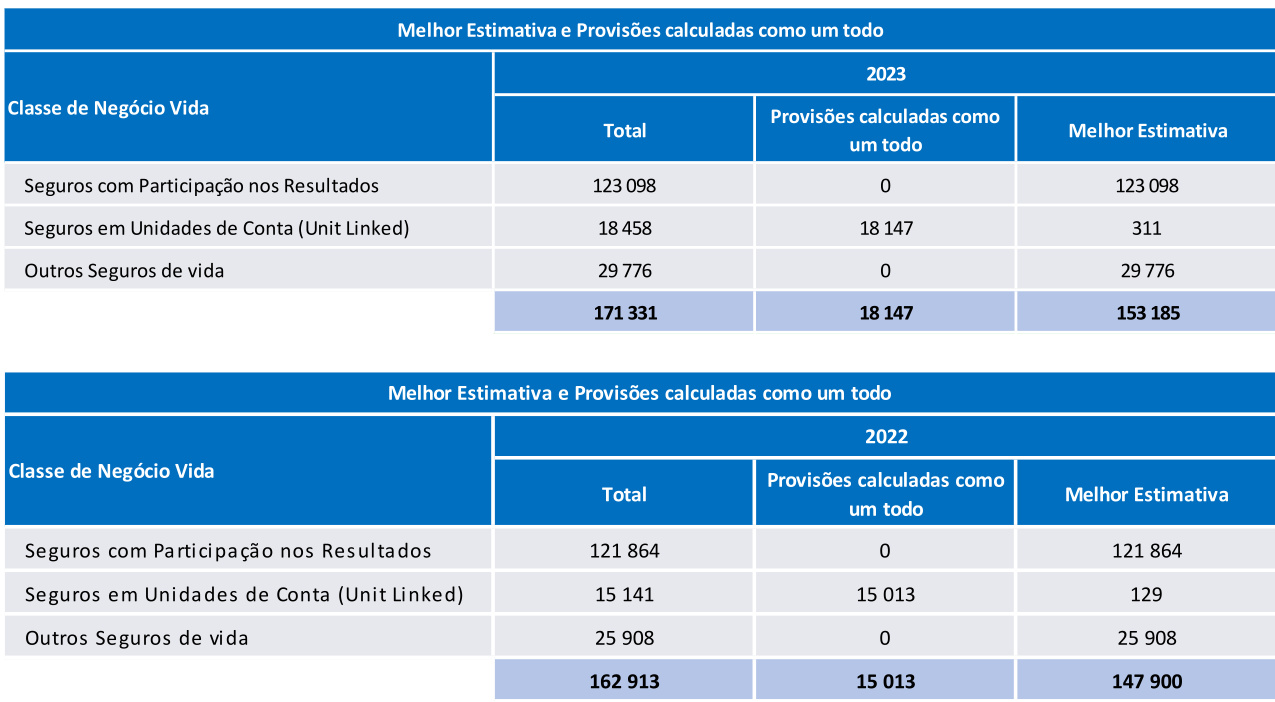 Melhor Estimativa e Provisões calculadas como um todo
Classe de Negócio Vida
2023
Total
Provisões calculadas como
um todo
Melhor Estimativa
Seguros com Participação nos Resultados 123 098 0 123 098
Seguros em Unidades de Conta (Unit Linked) 18 458 18 147 311
Outros Seguros de vida 29 776 0 29 776
171 331 18 147 153 185
Melhor Estimativa e Provisões calculadas como um todo
Classe de Negócio Vida
2022
Total
Provisões calculadas como
um todo
Melhor Estimativa
Seguros com Participação nos Resultados 121 864 0 121 864
Seguros em Unidades de Conta (Unit Linked) 15 141 15 013 129
Outros Seguros de vida 25 908 0 25 908
162 913 15 013 147 900